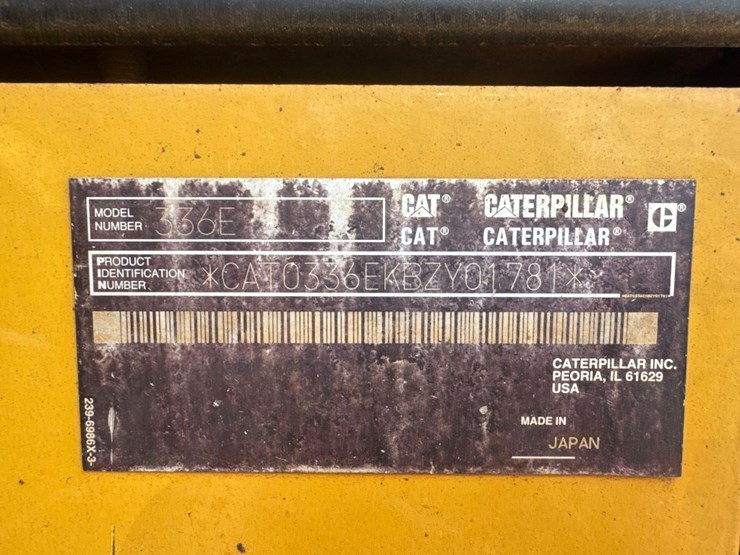 MODEL
NUMBER 336E
CAT® CATERPILLAR®
CAT® CATERPILLAR®
PRODUCT
IDENTIFICATION
NUMBER *CAT0336EKBZY01781*
CATERPILLAR INC.
PEORIA, IL 61629
USA
MADE IN
JAPAN
239-6986X-3